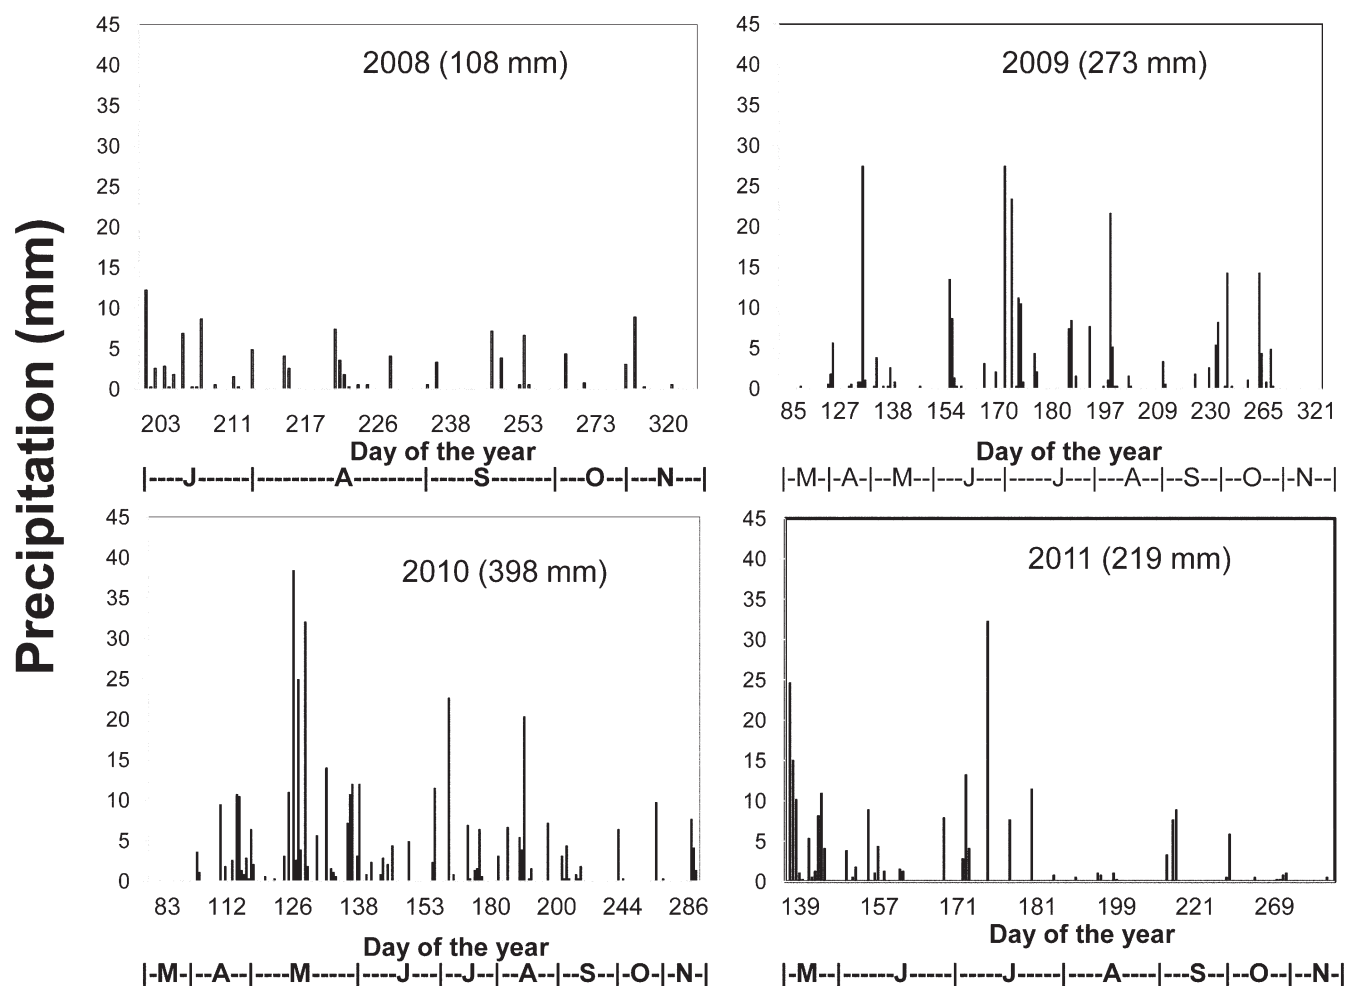 Precipitation (mm)
2008 (108 mm)
45
40
35
30
25
20
15
10
5
0
203 211 217 226 238 253 273 320
Day of the year
|----J------|---------A--------|-----S-------|---O--|---N---|
2009 (273 mm)
45
40
35
30
25
20
15
10
5
0
85 127 138 154 170 180 197 209 230 265 321
Day of the year
|-M--|-A--|--M---|---J---|-----J---|---A---|--S--|--O---|-N--|
2010 (398 mm)
45
40
35
30
25
20
15
10
5
0
83 112 126 138 153 180 200 244 286
Day of the year
|-M-|--A--|----M-----|----J---|--J--|--A---|--S---|-O--|-N-|
2011 (219 mm)
45
40
35
30
25
20
15
10
5
0
139 157 171 181 199 221 269
Day of the year
|-M--|------J-----|-----J-----|----A----|---S---|--O--|--N-|